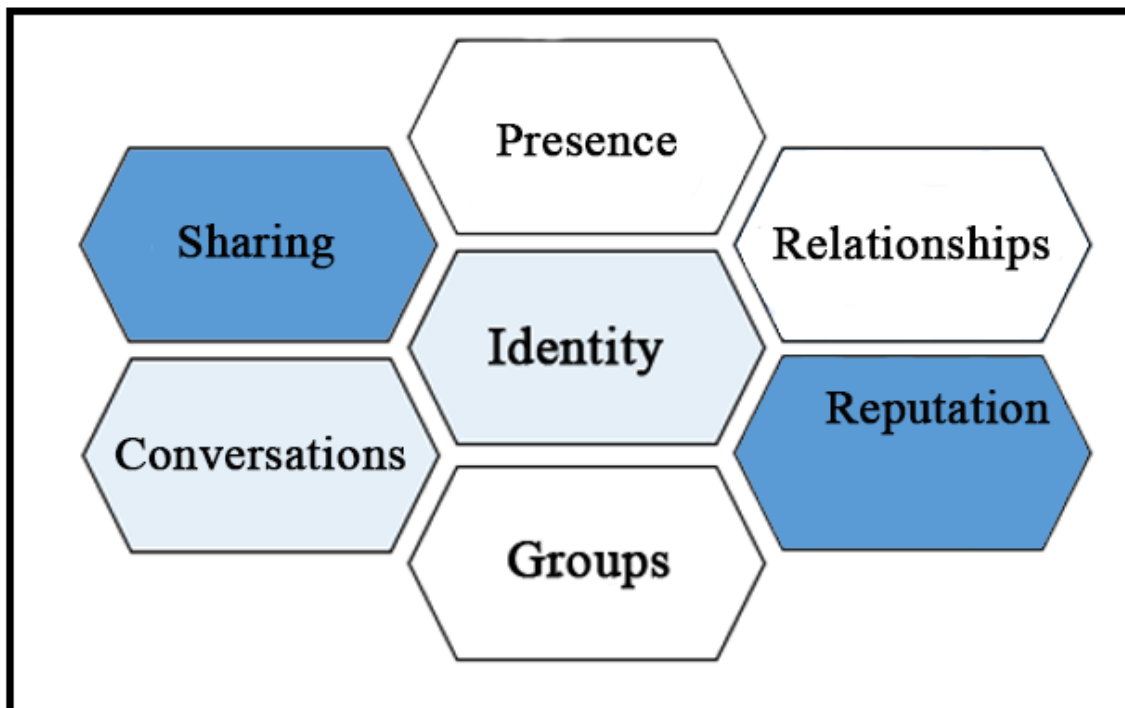 Presence
Sharing
Relationships
Identity
Reputation
Conversations
Groups